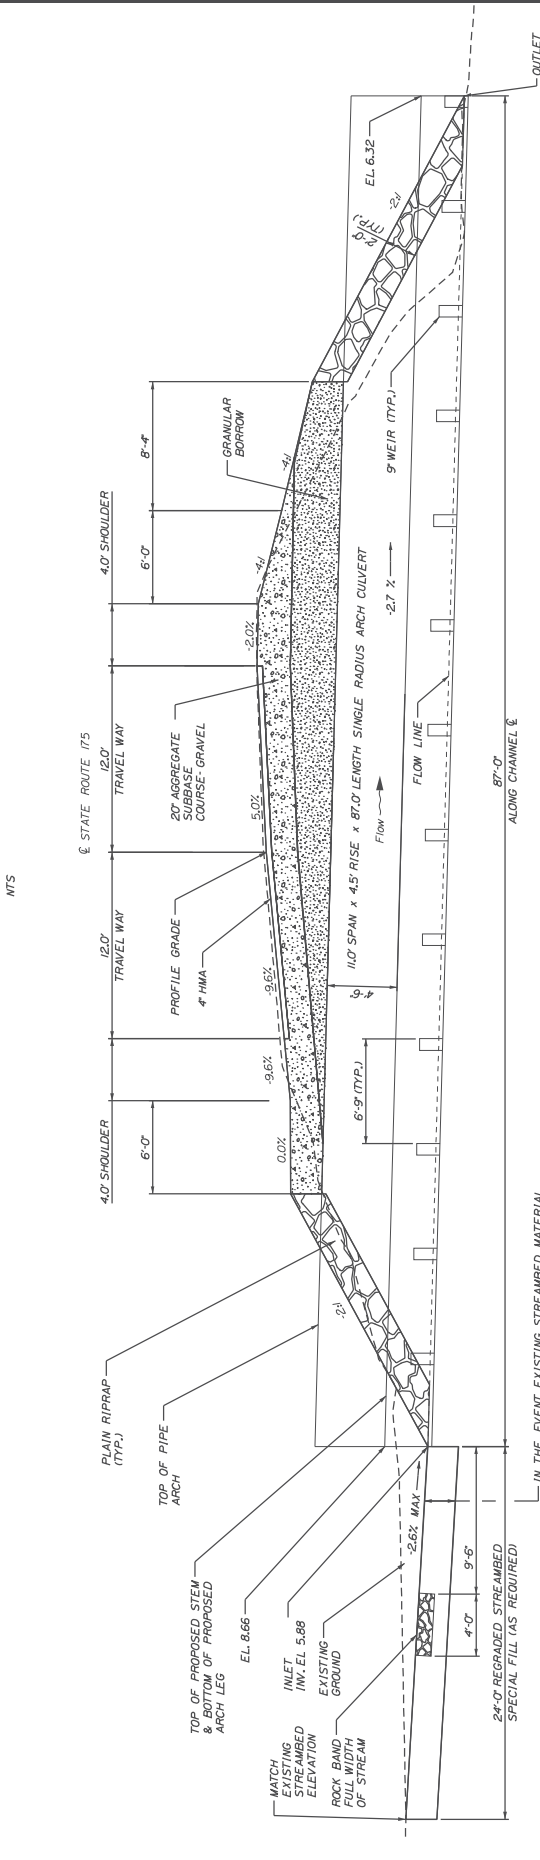 NTS
℄ STATE ROUTE 175
4.0' SHOULDER
12.0'
TRAVEL WAY
12.0'
TRAVEL WAY
4.0' SHOULDER
6'-0"
6'-0"
8'-4"
PLAIN RIPRAP
(TYP.)
TOP OF PIPE
ARCH
PROFILE GRADE
4" HMA
20" AGGREGATE
SUBBASE
COURSE- GRAVEL
GRANULAR
BORROW
0.0%
-9.6%
-9.6%
5.0%
-2.0%
-4:1
-4:1
-2:1
-2:1
2'-0"
(TYP.)
EL. 6.32
OUTLET
TOP OF PROPOSED STEM
& BOTTOM OF PROPOSED
ARCH LEG
EL. 8.66
INLET
INV. EL 5.88
EXISTING
GROUND
MATCH
EXISTING
STREAMBED
ELEVATION
ROCK BAND
FULL WIDTH
OF STREAM
-2.6% MAX
11.0' SPAN x 4.5' RISE x 87.0' LENGTH SINGLE RADIUS ARCH CULVERT
4'-6"
6'-9" (TYP.)
Flow
-2.7 %
9" WEIR (TYP.)
FLOW LINE
4'-0"
9'-6"
24'-0" REGRADED STREAMBED
SPECIAL FILL (AS REQUIRED)
87'-0"
ALONG CHANNEL ℄
IN THE EVENT EXISTING STREAMBED MATERIAL